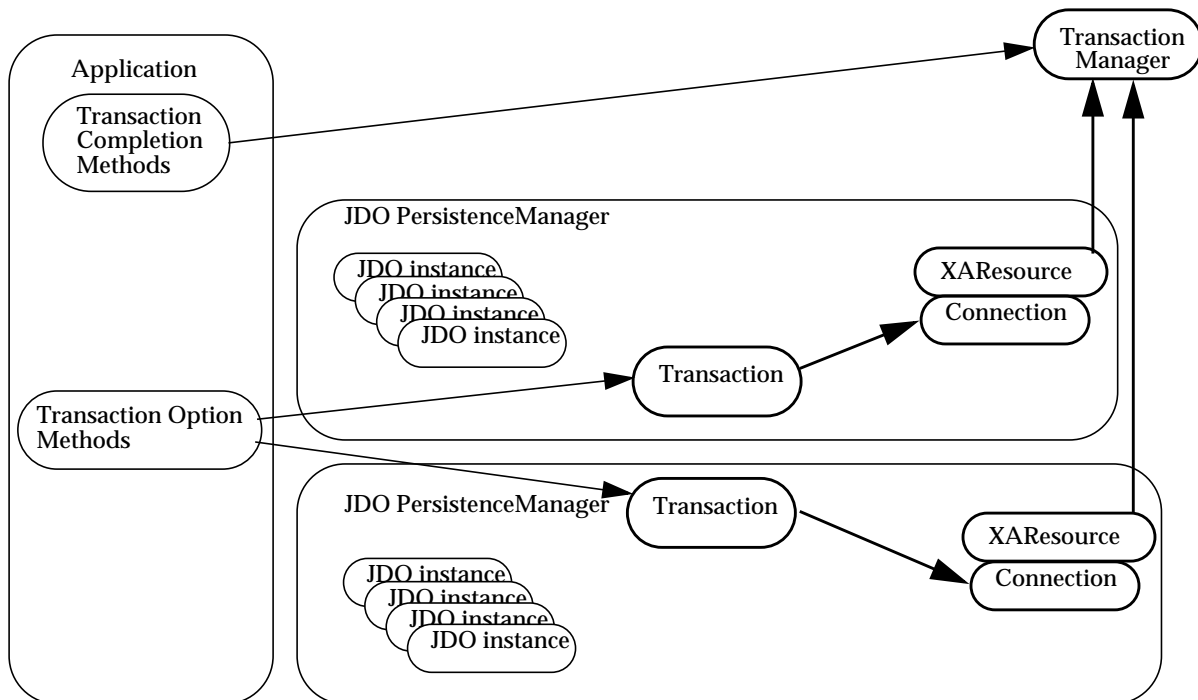 Transaction
Manager
Application
Transaction
Completion
Methods
JDO PersistenceManager
JDO instance
JDO instance
JDO instance
JDO instance
XAResource
Connection
Transaction
Transaction Option
Methods
JDO PersistenceManager
Transaction
XAResource
Connection
JDO instance
JDO instance
JDO instance
JDO instance